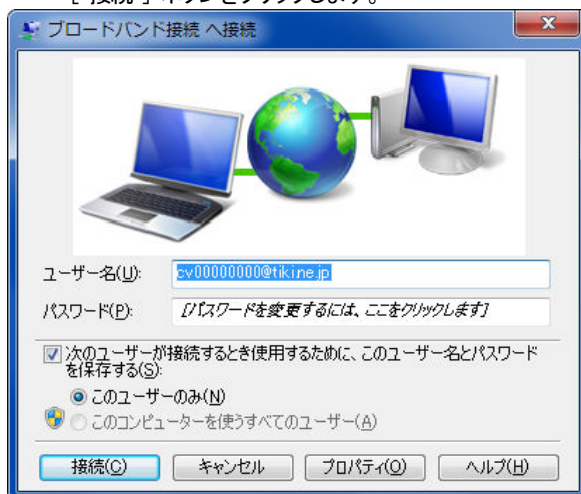 [ 接続 ] ボタンをクリックします。
ブロードバンド接続 へ接続
ユーザー名(U):
cv00000000@tiki.ne.jp
パスワード(P):
[パスワードを変更するには、ここをクリックします]
次のユーザーが接続するとき使用するために、このユーザー名とパスワード
を保存する(S):
このユーザーのみ(N)
このコンピューターを使うすべてのユーザー(A)
接続(C)
キャンセル
プロパティ(O)
ヘルプ(H)